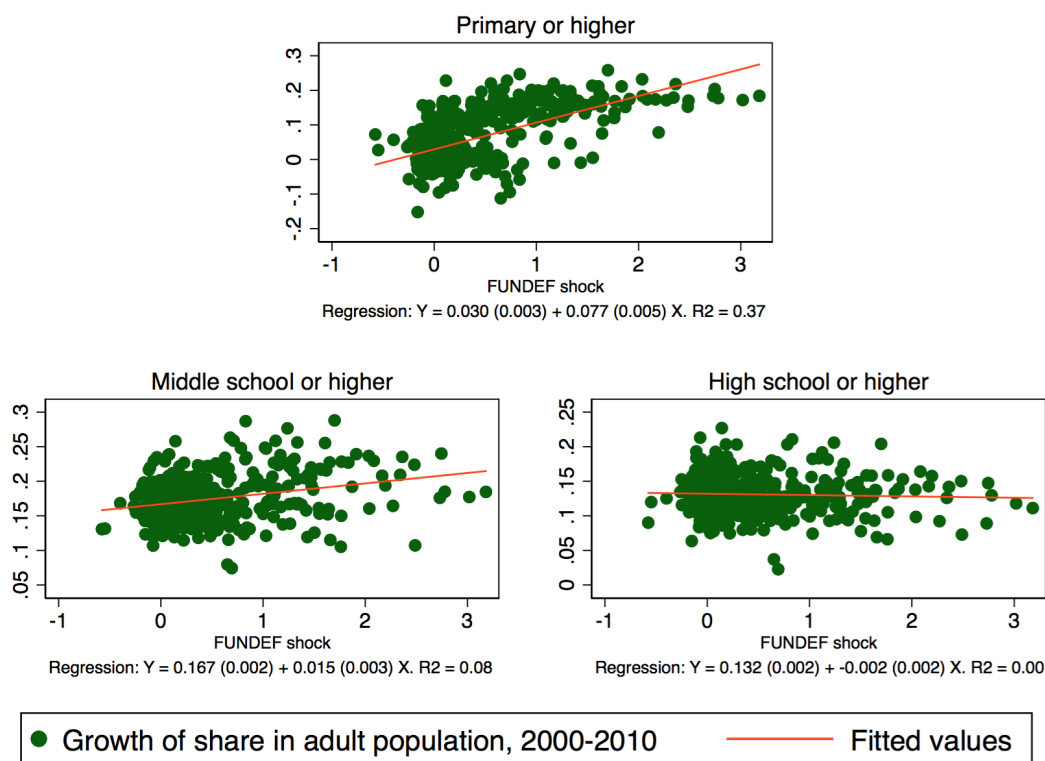 Primary or higher
.3
.2
.1
0
-.1
-.2
-1 0 1 2 3
FUNDEF shock
Regression: Y = 0.030 (0.003) + 0.077 (0.005) X. R2 = 0.37
Middle school or higher
.3
.25
.2
.15
.1
.05
-1 0 1 2 3
FUNDEF shock
Regression: Y = 0.167 (0.002) + 0.015 (0.003) X. R2 = 0.08
High school or higher
.25
.2
.15
.1
.05
0
-1 0 1 2 3
FUNDEF shock
Regression: Y = 0.132 (0.002) + -0.002 (0.002) X. R2 = 0.00
Growth of share in adult population, 2000-2010 Fitted values